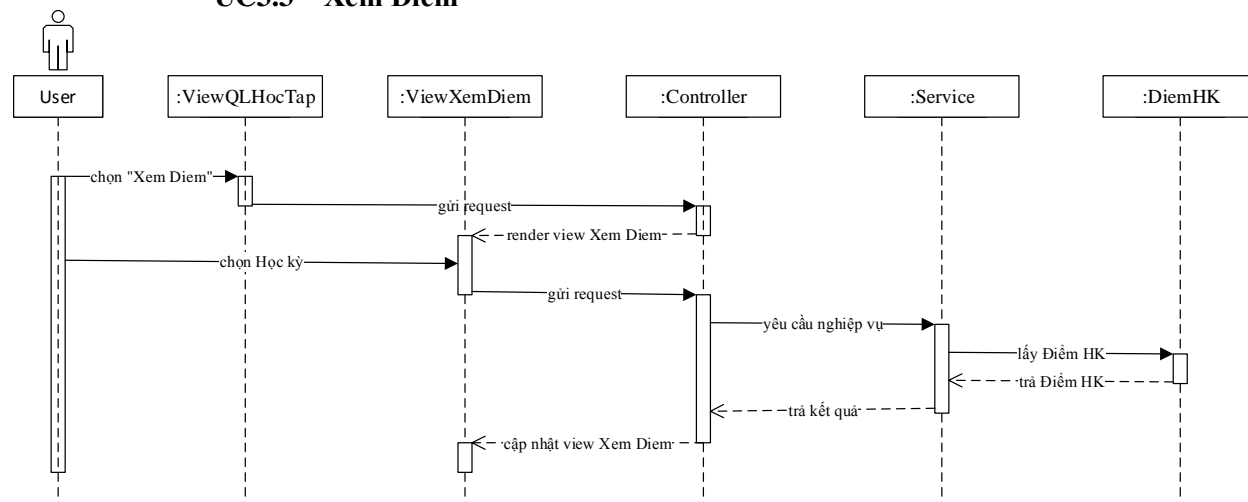 User
:ViewQLHocTap
:ViewXemDiem
:Controller
:Service
:DiemHK
chọn "Xem Diem"
gửi request
render view Xem Diem
chọn Học kỳ
gửi request
yêu cầu nghiệp vụ
lấy Điểm HK
trả Điểm HK
trả kết quả
cập nhật view Xem Diem